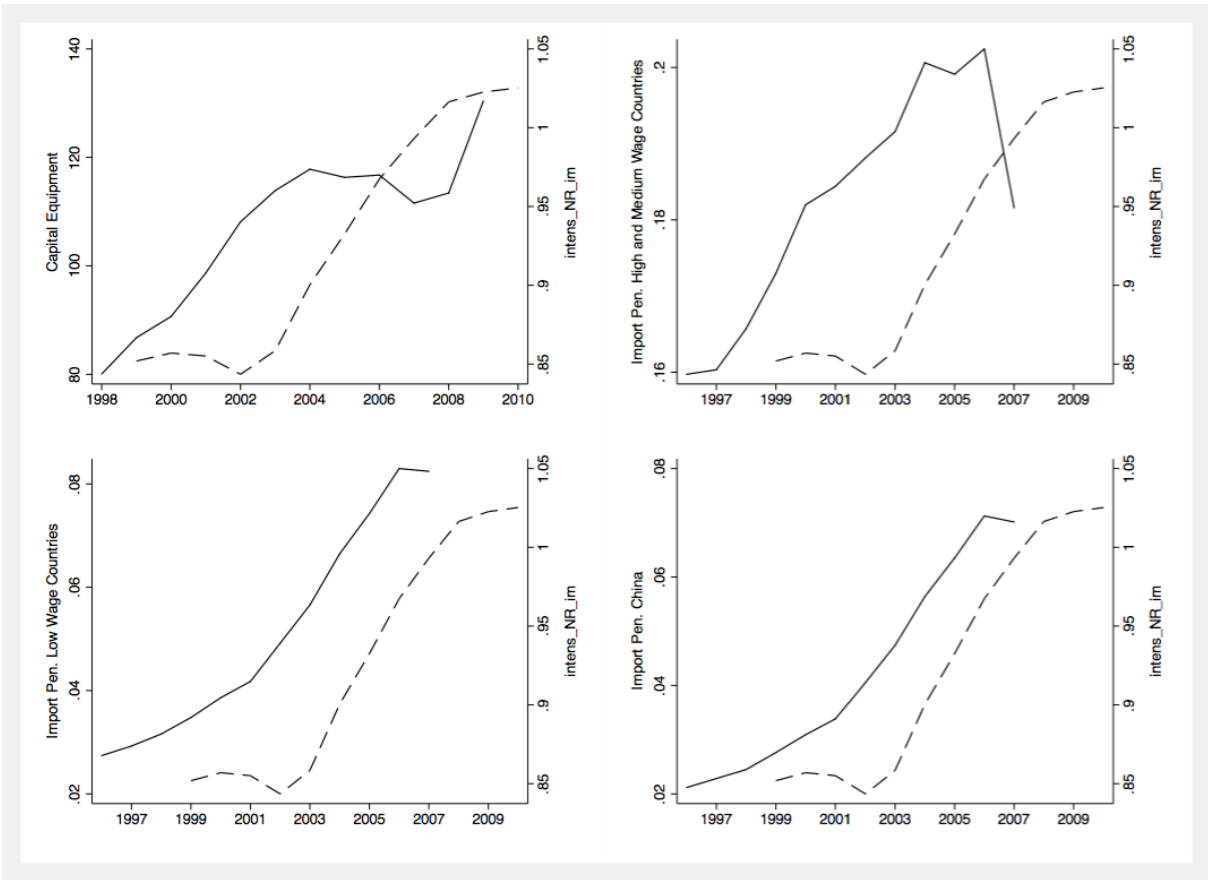 Capital Equipment
80 100 120 140
1998 2000 2002 2004 2006 2008 2010
.85 .9 .95 1 1.05
intens_NR_im
Import Pen. High and Medium Wage Countries
.16 .18 .2
1997 1999 2001 2003 2005 2007 2009
.85 .9 .95 1 1.05
intens_NR_im
Import Pen. Low Wage Countries
.02 .04 .06 .08
1997 1999 2001 2003 2005 2007 2009
.85 .9 .95 1 1.05
intens_NR_im
Import Pen. China
.02 .04 .06 .08
1997 1999 2001 2003 2005 2007 2009
.85 .9 .95 1 1.05
intens_NR_im